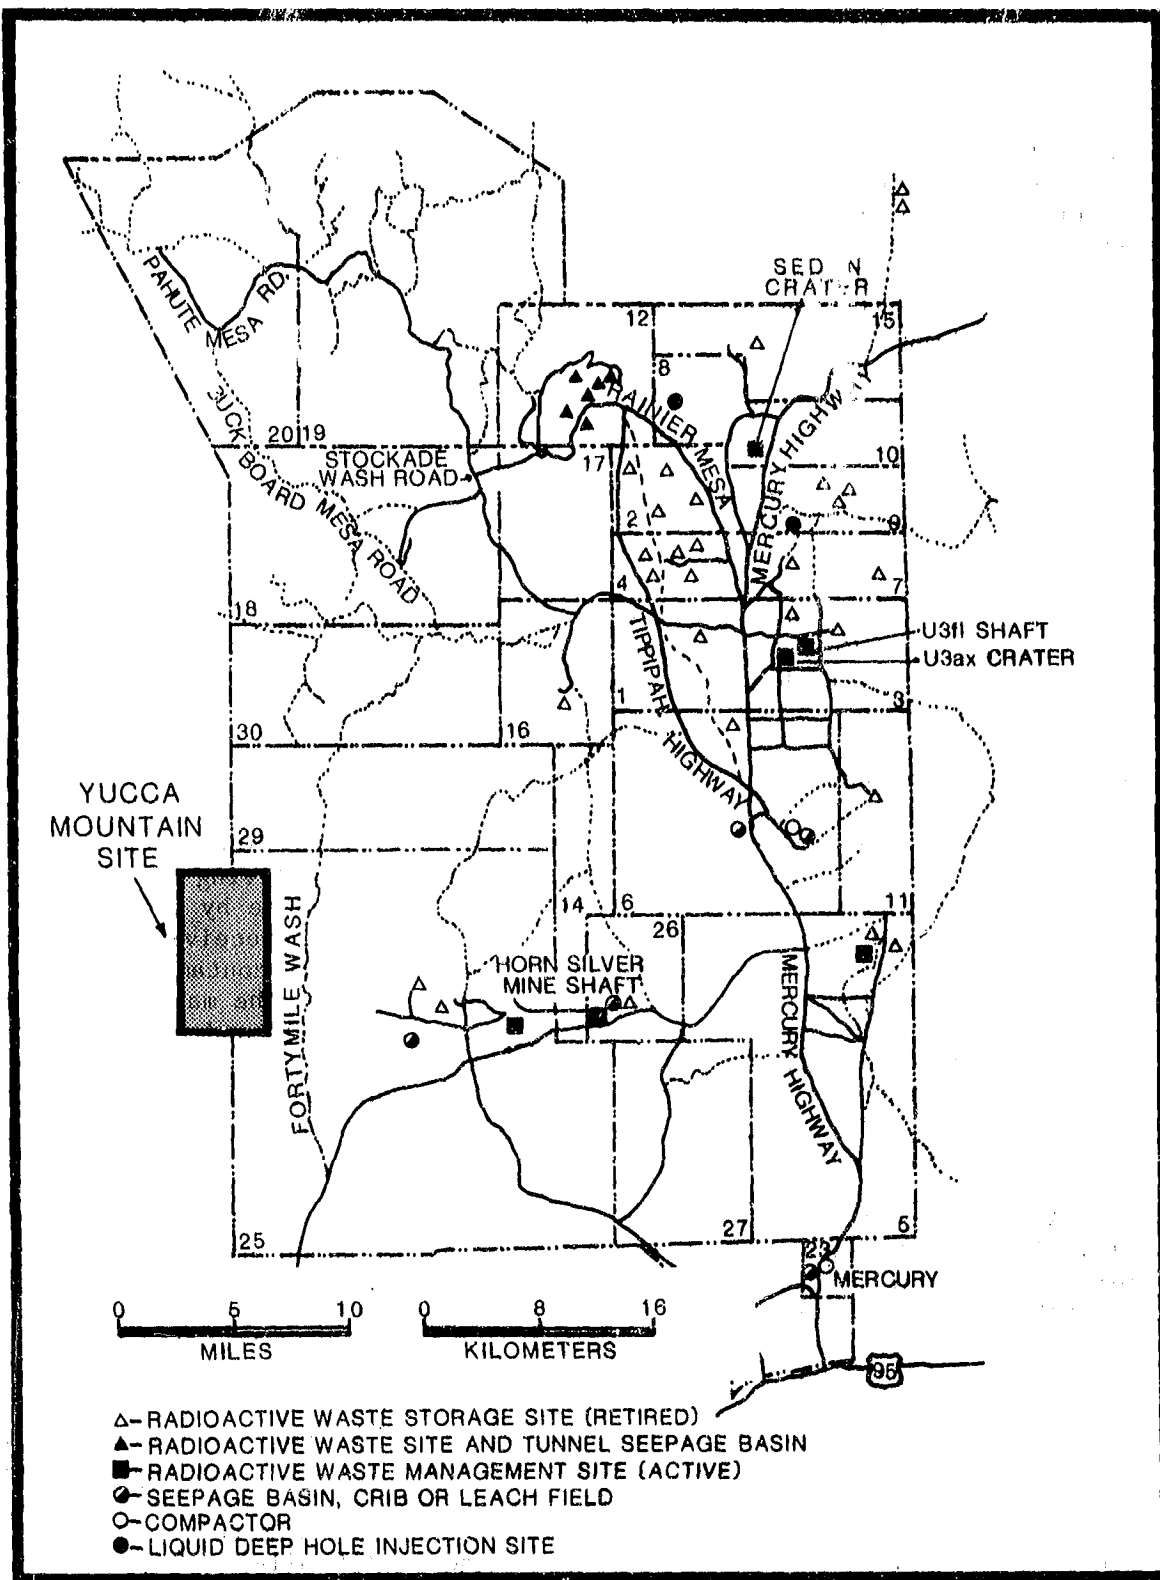 SED N
CRAT R
12
15
8
PAHUTE MESA RD.
RAINIER MESA
MERCURY HIGHWAY
BOARD MESA ROAD
20
19
STOCKADE
WASH ROAD
17
10
2
9
4
7
18
U3fl SHAFT
U3ax CRATER
TIPPIPAH HIGHWAY
1
3
30
16
YUCCA
MOUNTAIN
SITE
29
14
6
11
26
FORTYMILE WASH
HORN SILVER
MINE SHAFT
MERCURY HIGHWAY
25
27
5
23
MERCURY
0 5 10
MILES
0 8 16
KILOMETERS
95
△-RADIOACTIVE WASTE STORAGE SITE (RETIRED)
▲-RADIOACTIVE WASTE SITE AND TUNNEL SEEPAGE BASIN
■-RADIOACTIVE WASTE MANAGEMENT SITE (ACTIVE)
SEEPAGE BASIN, CRIB OR LEACH FIELD
○-COMPACTOR
●-LIQUID DEEP HOLE INJECTION SITE